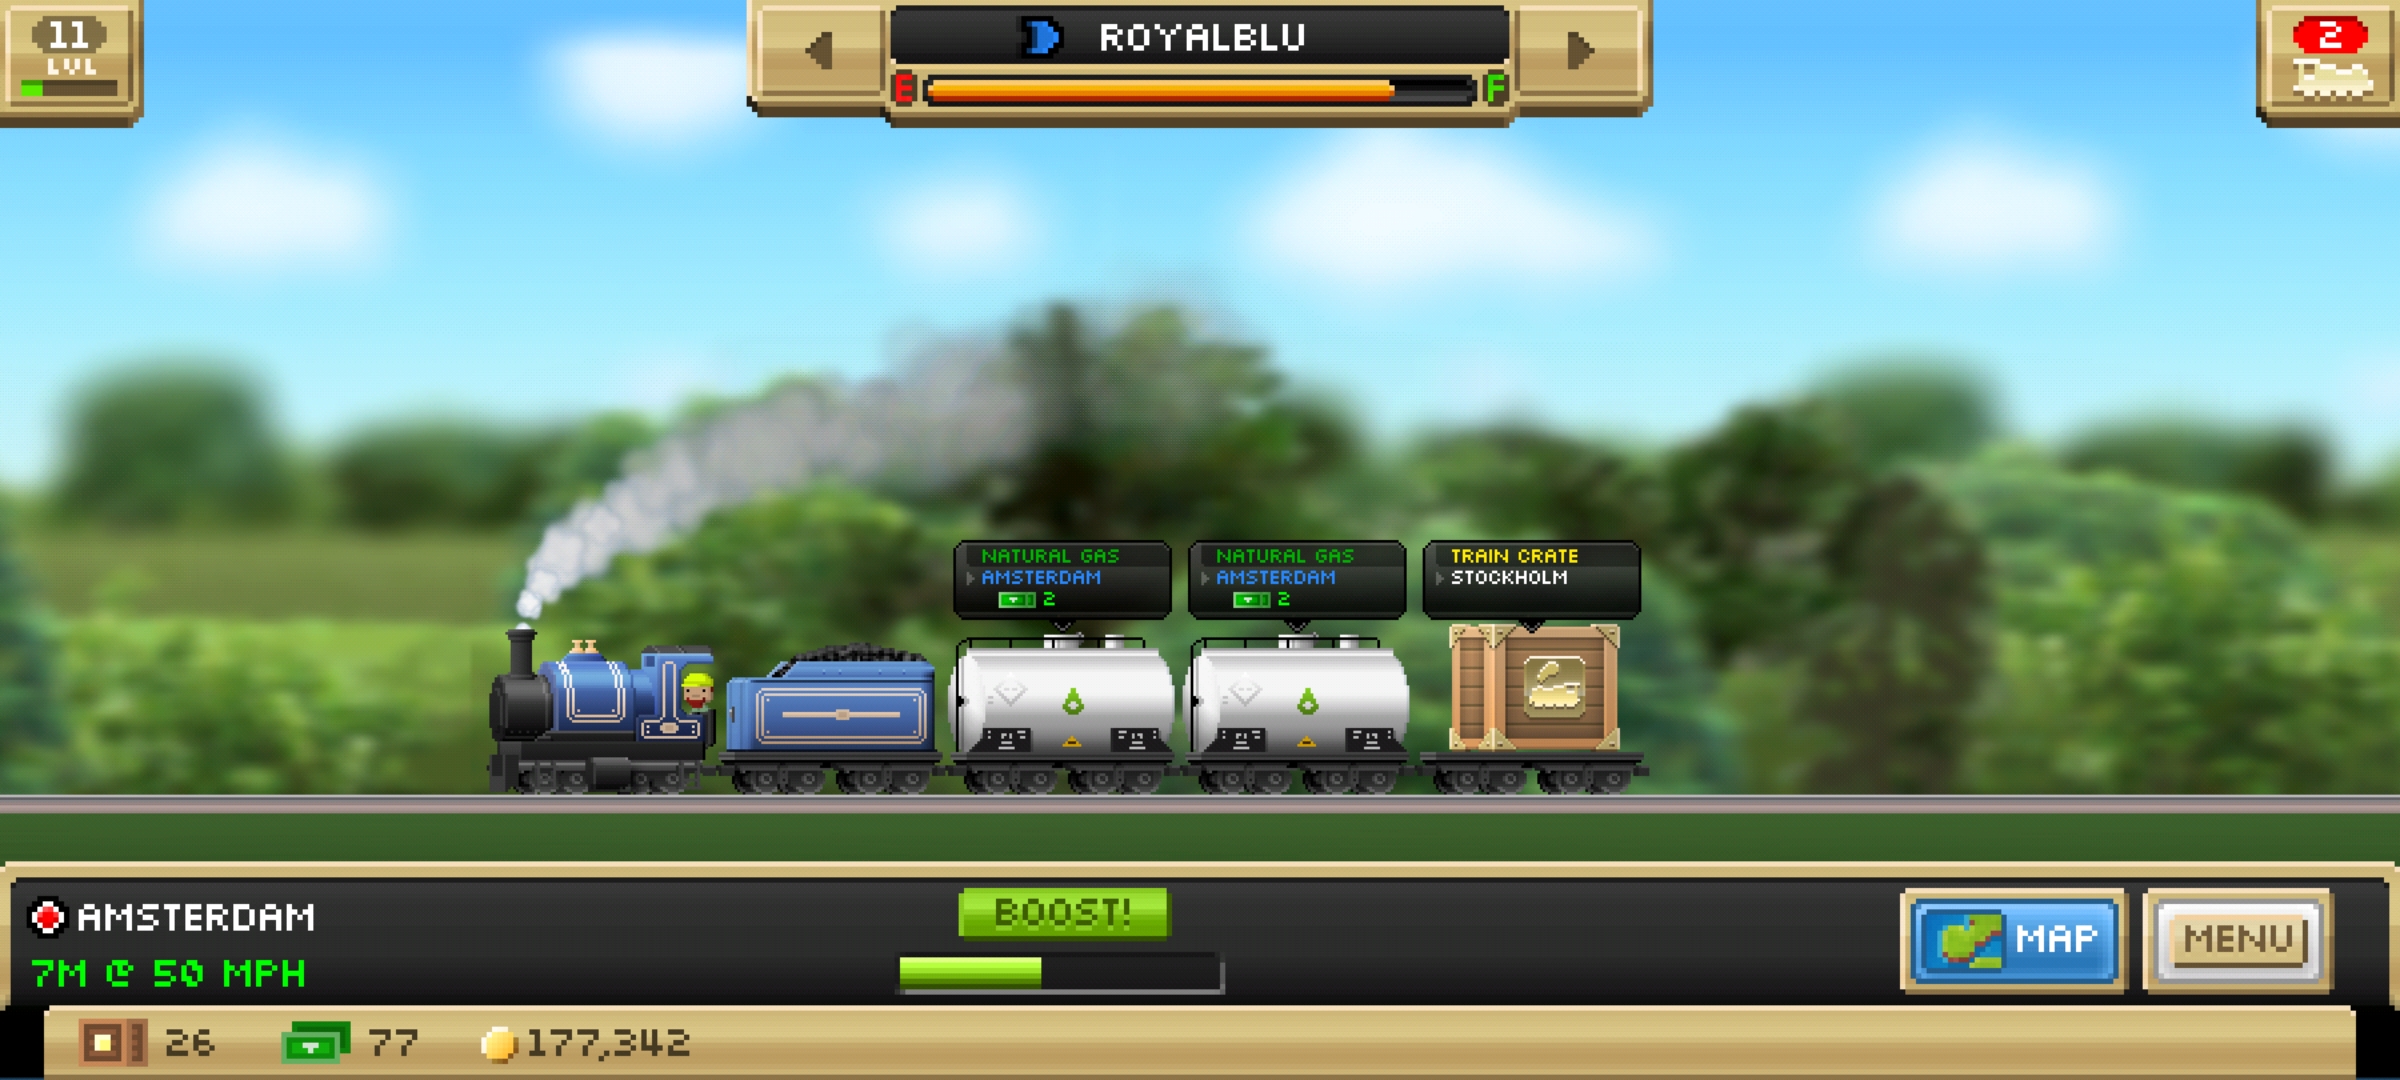 11
LVL
ROYALBLU
E F
2
NATURAL GAS
AMSTERDAM
2
NATURAL GAS
AMSTERDAM
2
TRAIN CRATE
STOCKHOLM
AMSTERDAM
7M @ 50 MPH
BOOST!
MAP
MENU
26
77
177,342